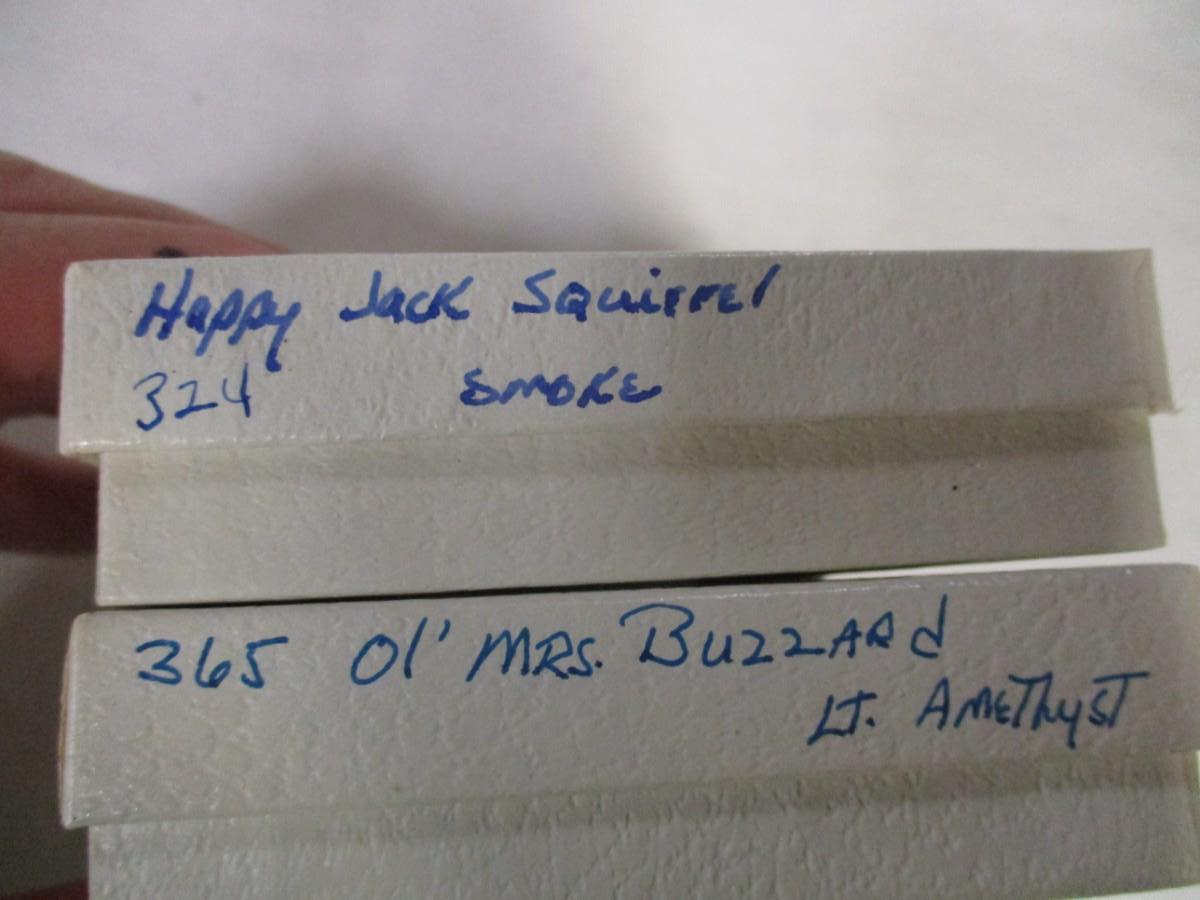 Happy Jack Squirrel
324 SMOKE
365 Ol' MRS. BUZZARd
LT. AMEThyST